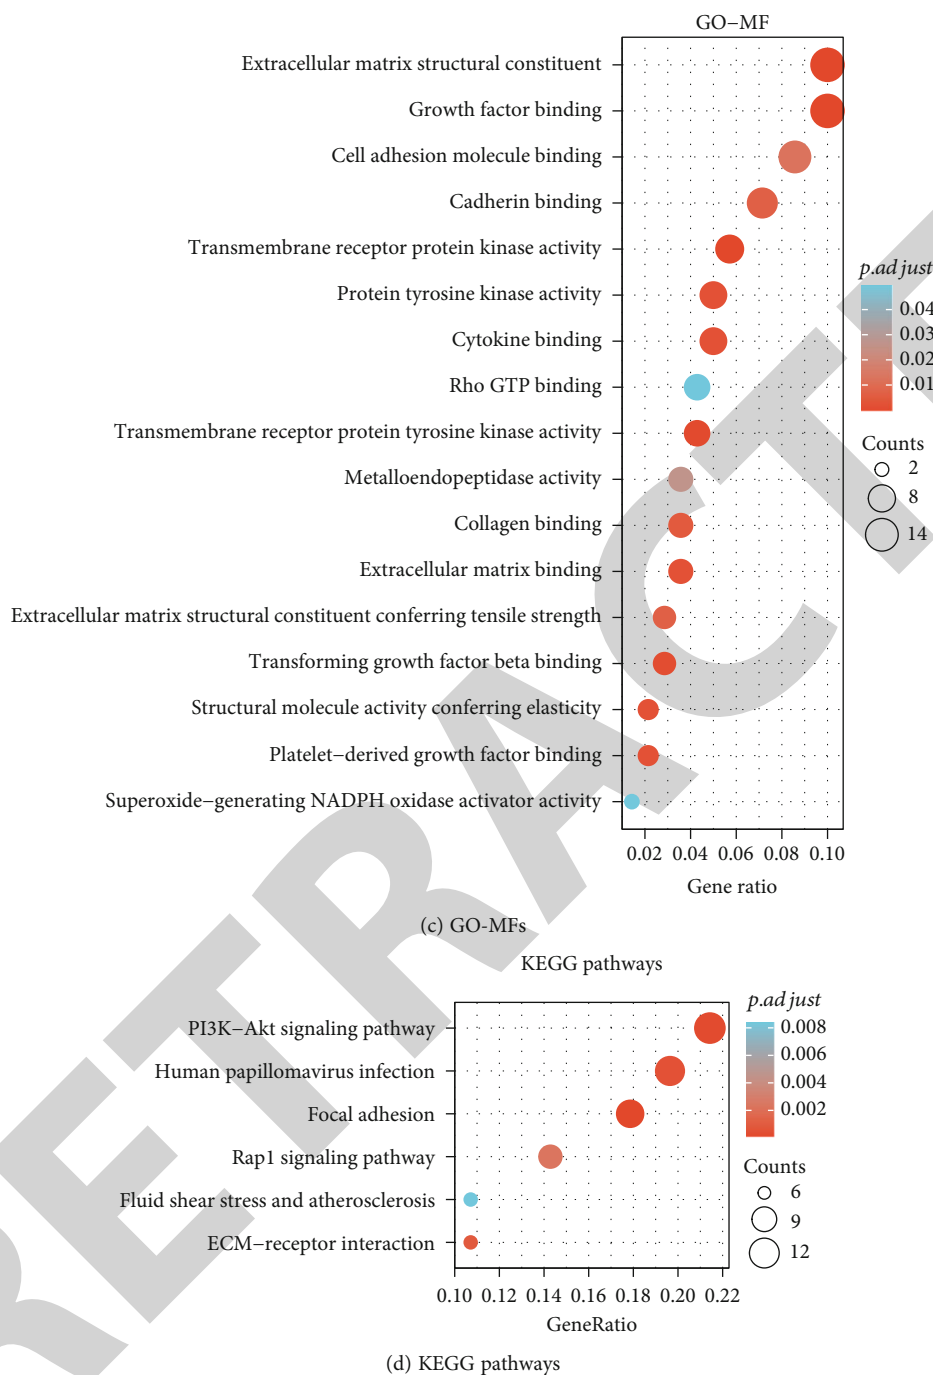 GO−MF
Extracellular matrix structural constituent
Growth factor binding
Cell adhesion molecule binding
Cadherin binding
Transmembrane receptor protein kinase activity
Protein tyrosine kinase activity
Cytokine binding
Rho GTP binding
Transmembrane receptor protein tyrosine kinase activity
Metalloendopeptidase activity
Collagen binding
Extracellular matrix binding
Extracellular matrix structural constituent conferring tensile strength
Transforming growth factor beta binding
Structural molecule activity conferring elasticity
Platelet−derived growth factor binding
Superoxide−generating NADPH oxidase activator activity
0.02 0.04 0.06 0.08 0.10
Gene ratio
p.adjust
0.04
0.03
0.02
0.01
Counts
2
8
14
(c) GO-MFs
KEGG pathways
PI3K−Akt signaling pathway
Human papillomavirus infection
Focal adhesion
Rap1 signaling pathway
Fluid shear stress and atherosclerosis
ECM−receptor interaction
0.10 0.12 0.14 0.16 0.18 0.20 0.22
GeneRatio
p.adjust
0.008
0.006
0.004
0.002
Counts
6
9
12
(d) KEGG pathways
RETRACTE